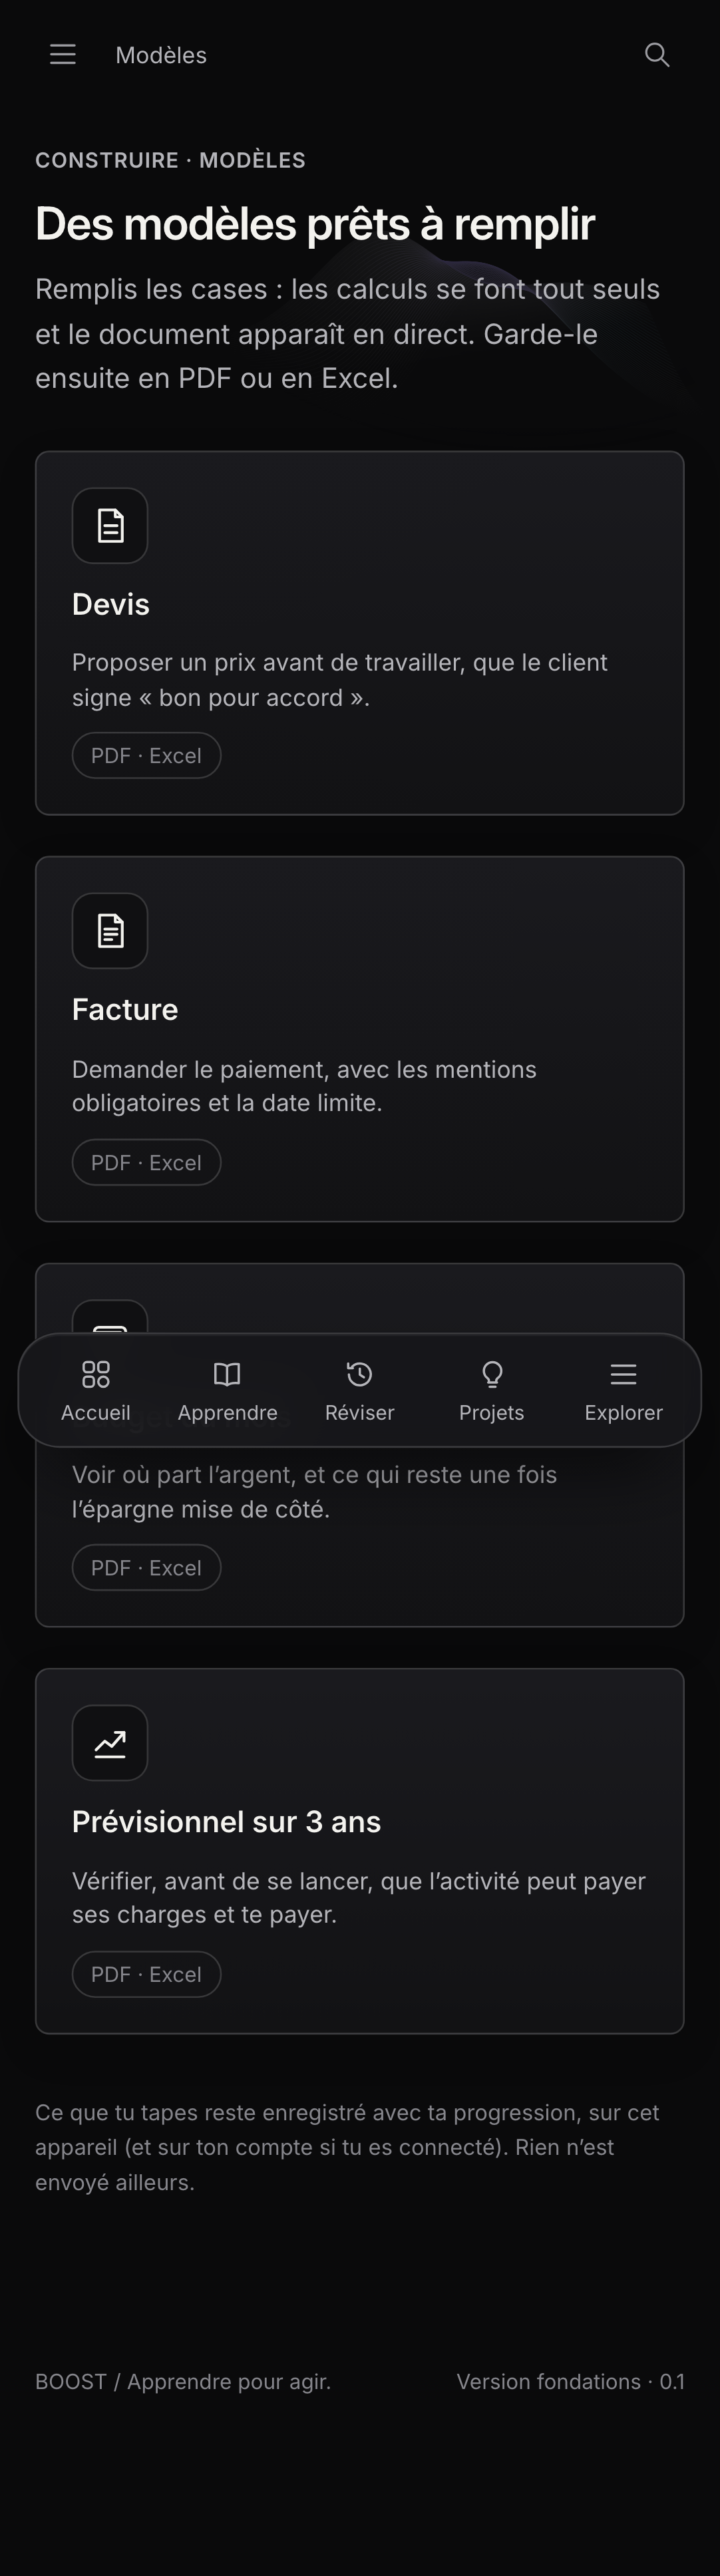 Modèles
CONSTRUIRE · MODÈLES
Des modèles prêts à remplir
Remplis les cases : les calculs se font tout seuls
et le document apparaît en direct. Garde-le
ensuite en PDF ou en Excel.
Devis
Proposer un prix avant de travailler, que le client
signe « bon pour accord ».
PDF · Excel
Facture
Demander le paiement, avec les mentions
obligatoires et la date limite.
PDF · Excel
Accueil
Apprendre
Réviser
Projets
Explorer
Voir où part l’argent, et ce qui reste une fois
l’épargne mise de côté.
PDF · Excel
Prévisionnel sur 3 ans
Vérifier, avant de se lancer, que l’activité peut payer
ses charges et te payer.
PDF · Excel
Ce que tu tapes reste enregistré avec ta progression, sur cet
appareil (et sur ton compte si tu es connecté). Rien n’est
envoyé ailleurs.
BOOST / Apprendre pour agir.
Version fondations · 0.1